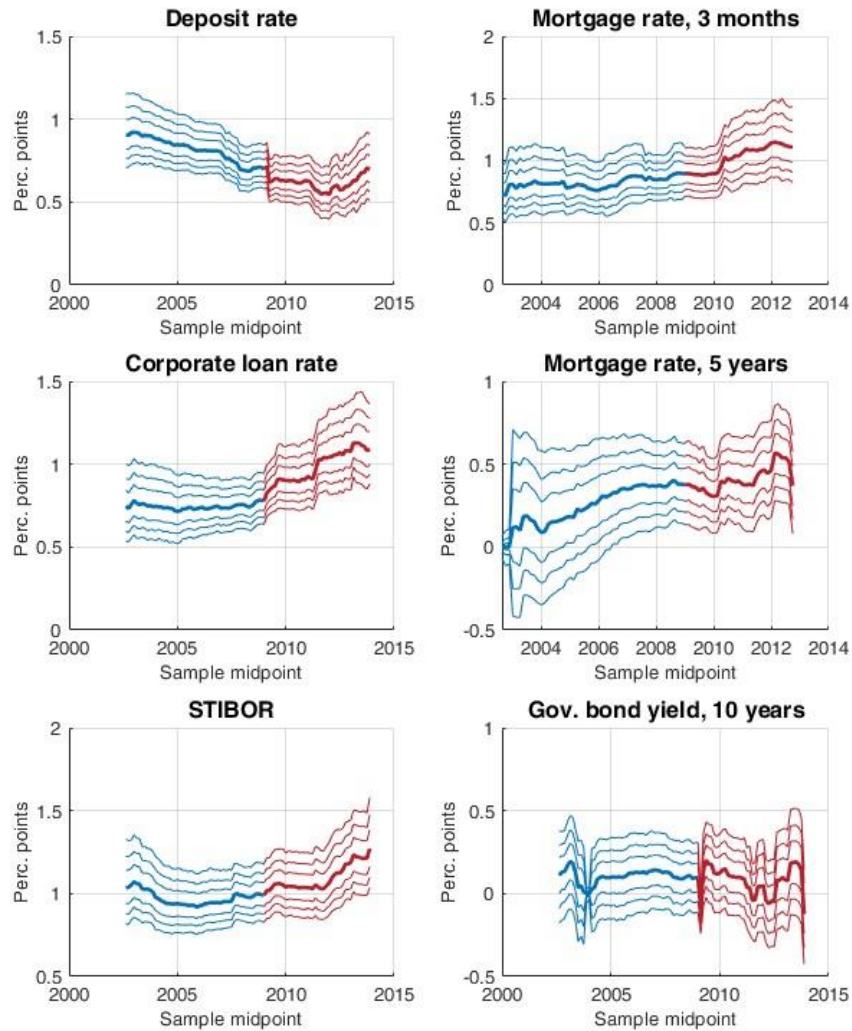 Deposit rate
1.5
1
0.5
0
Perc. points
2000 2005 2010 2015
Sample midpoint
Mortgage rate, 3 months
2
1.5
1
0.5
0
Perc. points
2004 2006 2008 2010 2012 2014
Sample midpoint
Corporate loan rate
1.5
1
0.5
0
Perc. points
2000 2005 2010 2015
Sample midpoint
Mortgage rate, 5 years
1
0.5
0
-0.5
Perc. points
2004 2006 2008 2010 2012 2014
Sample midpoint
STIBOR
2
1.5
1
0.5
Perc. points
2000 2005 2010 2015
Sample midpoint
Gov. bond yield, 10 years
1
0.5
0
-0.5
Perc. points
2000 2005 2010 2015
Sample midpoint